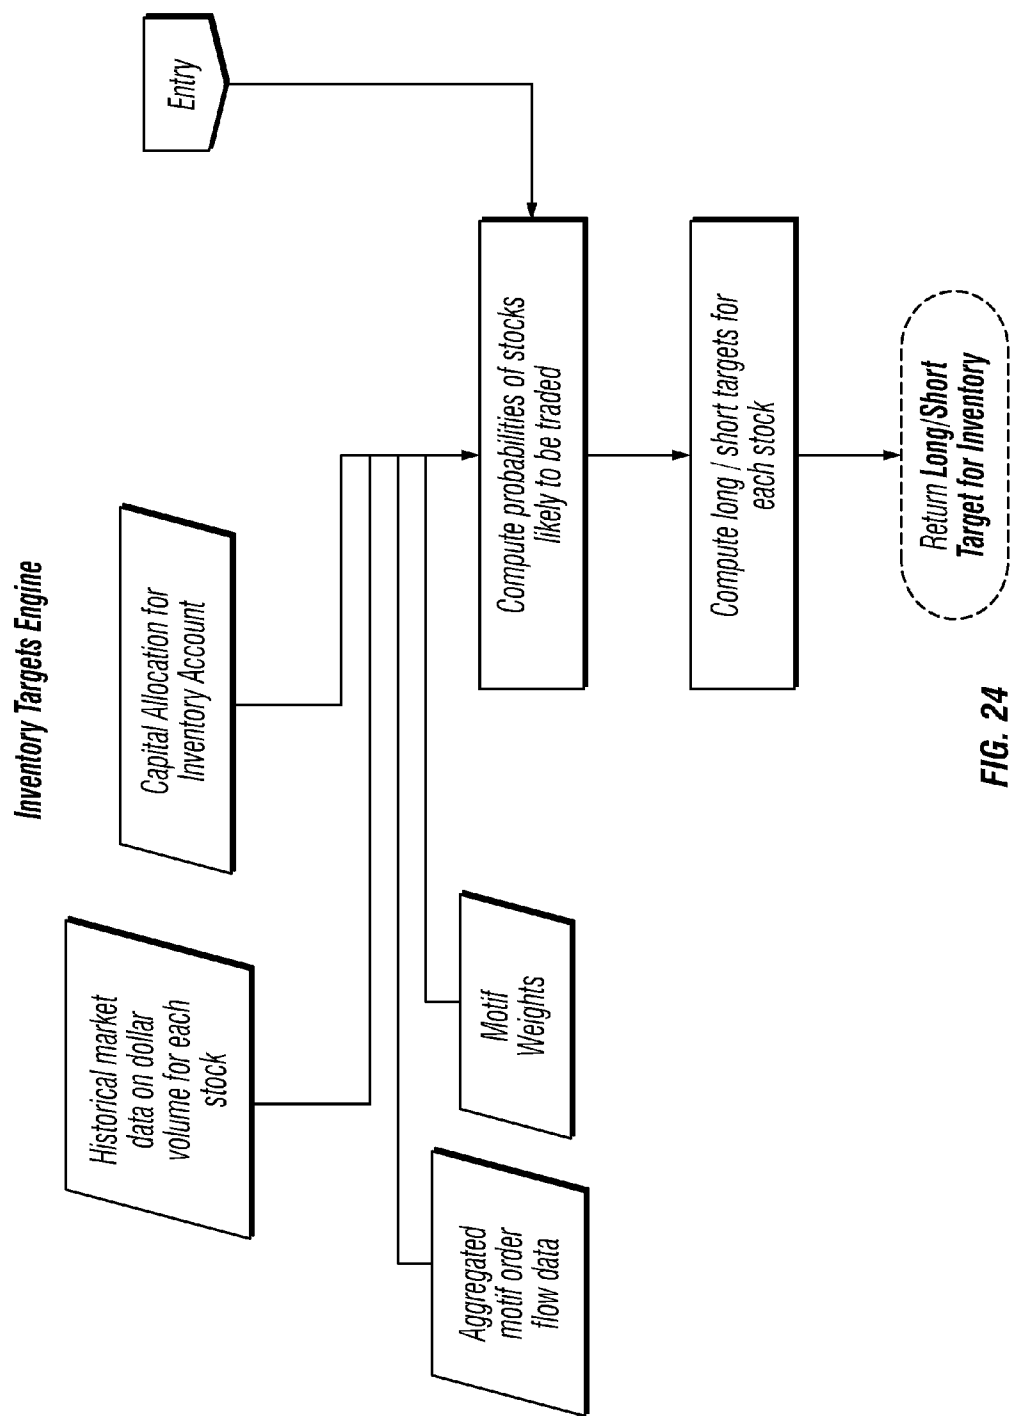 Inventory Targets Engine
Entry
Capital Allocation for
Inventory Account
Historical market
data on dollar
volume for each
stock
Aggregated
motif order
flow data
Motif
Weights
Compute probabilities of stocks
likely to be traded
Compute long / short targets for
each stock
Return Long/Short
Target for Inventory
FIG. 24